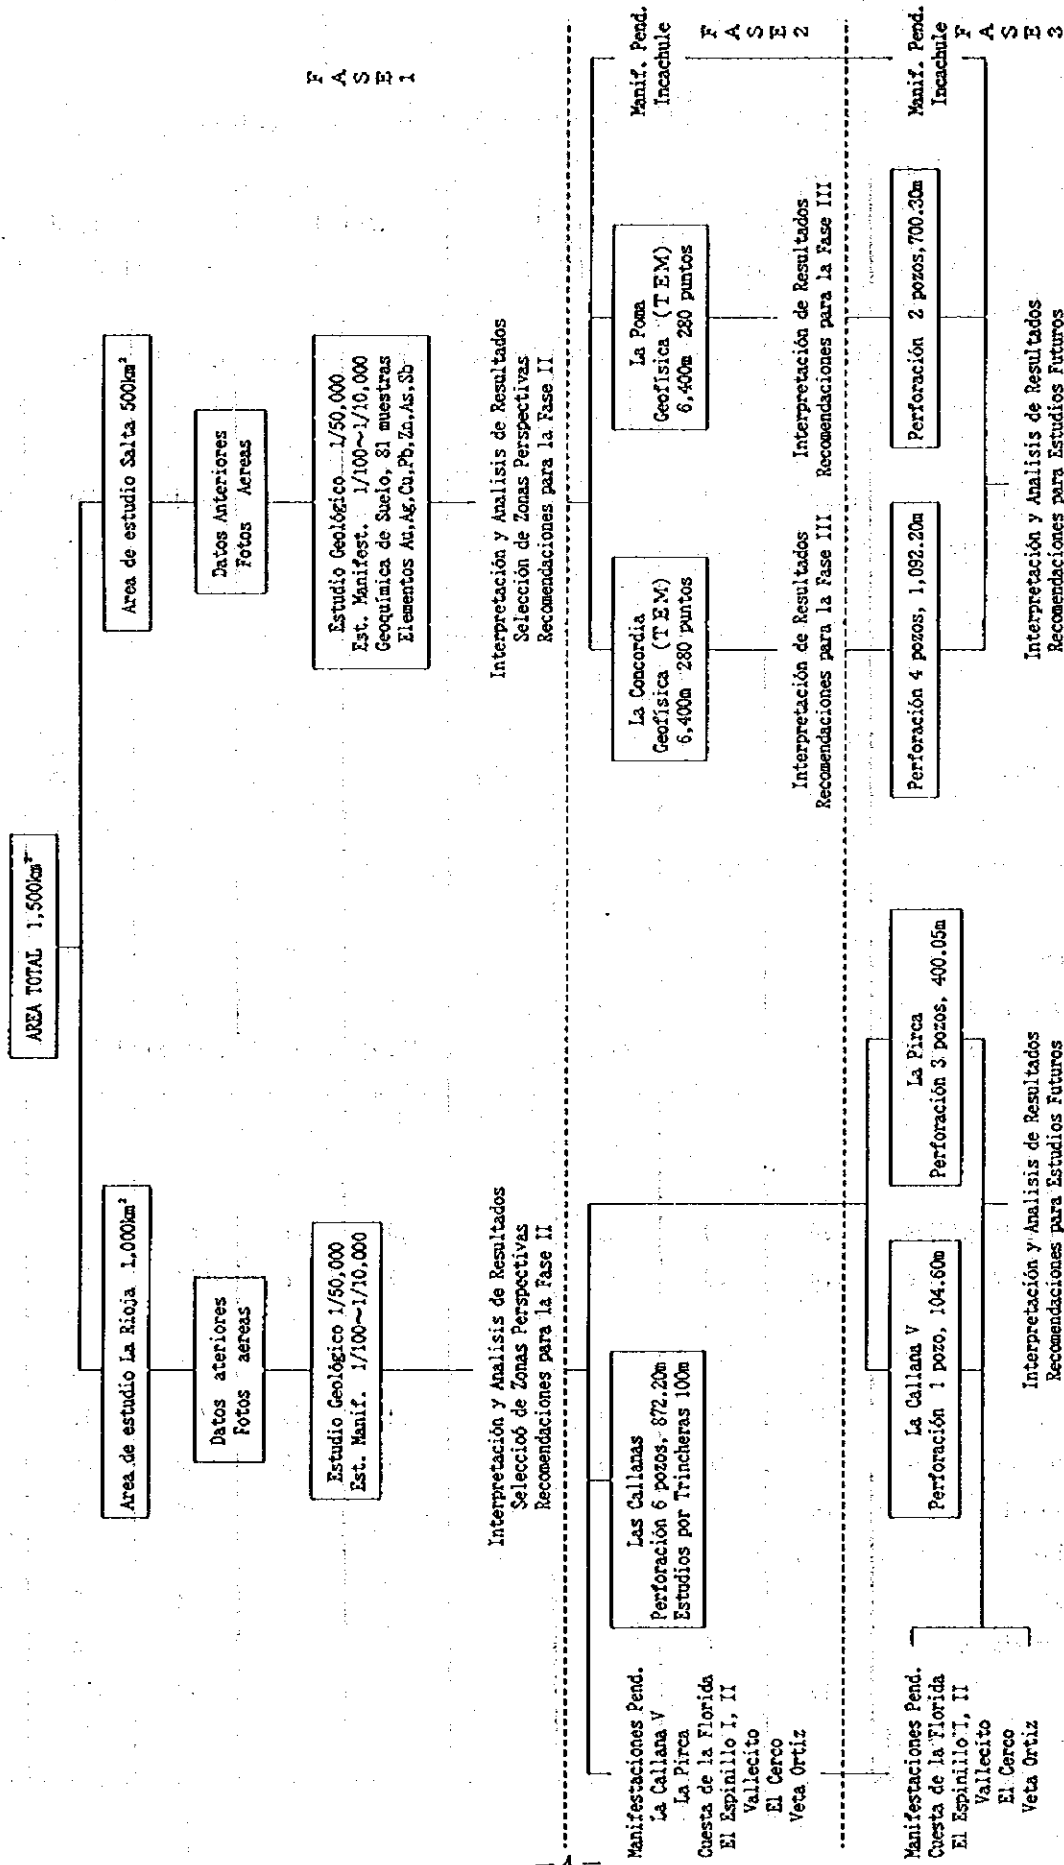 AREA TOTAL 1,500km²
Area de estudio La Rioja 1,000km²
Area de estudio Salta 500km²
Datos ateriores
Fotos aereas
Datos Anteriores
Fotos Aereas
Estudio Geológico 1/50,000
Est. Manif. 1/100~1/10,000
Estudio Geológico 1/50,000
Est. Manifest. 1/100~1/10,000
Geoquímica de Suelo, 81 muestras
Elementos Au,Ag,Cu,Pb,Zn,As,Sb
F
A
S
E
1
Interpretación y Analisis de Resultados
Selecció de Zonas Perspectivas
Recomendaciones para la Fase II
Interpretación y Analisis de Resultados
Selección de Zonas Perspectivas
Recomendaciones para la Fase II
Manifestaciones Pend.
La Callana V
La Pirca
Cuesta de la Florida
El Espinillo I, II
Vallecito
El Cerco
Veta Ortiz
Las Callanas
Perforación 6 pozos, 872.20m
Estudios por Trincheras 100m
La Concordia
Geofísica (TEM)
6,400m 280 puntos
La Poma
Geofísica (TEM)
6,400m 280 puntos
Manif. Pend.
Incachule
F
A
S
E
2
Interpretación de Resultados
Recomendaciones para la Fase III
Interpretación de Resultados
Recomendaciones para la Fase III
Manifestaciones Pend.
Cuesta de la Florida
El Espinillo I, II
Vallecito
El Cerco
Veta Ortiz
La Callana V
Perforación 1 pozo, 104.60m
La Pirca
Perforación 3 pozos, 400.05m
Perforación 4 pozos, 1,092.20m
Perforación 2 pozos,700.30m
Manif. Pend.
Incachule
F
A
S
E
3
Interpretación y Analisis de Resultados
Recomendaciones para Estudios Futuros
Interpretación y Analisis de Resultados
Recomendaciones para Estudios Futuros
-4-